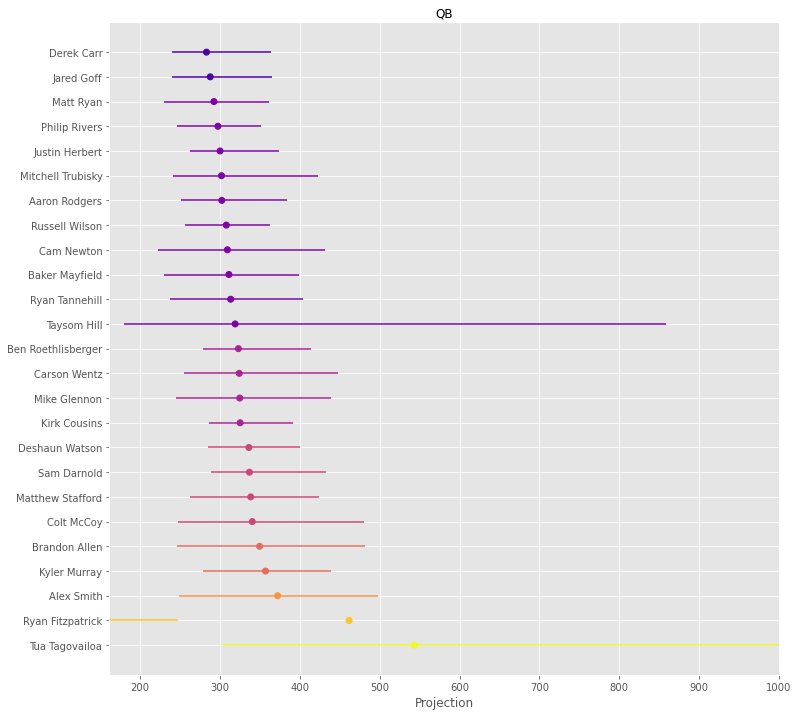 QB
Derek Carr
Jared Goff
Matt Ryan
Philip Rivers
Justin Herbert
Mitchell Trubisky
Aaron Rodgers
Russell Wilson
Cam Newton
Baker Mayfield
Ryan Tannehill
Taysom Hill
Ben Roethlisberger
Carson Wentz
Mike Glennon
Kirk Cousins
Deshaun Watson
Sam Darnold
Matthew Stafford
Colt McCoy
Brandon Allen
Kyler Murray
Alex Smith
Ryan Fitzpatrick
Tua Tagovailoa
200 300 400 500 600 700 800 900 1000
Projection